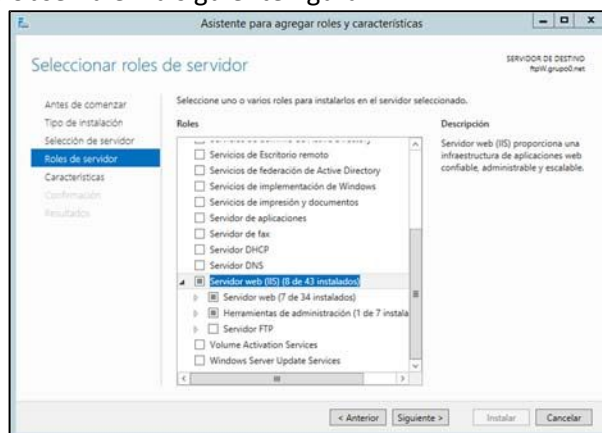 Asistente para agregar roles y características
Seleccionar roles de servidor
SERVIDOR DE DESTINO
ftpW.grupo0.net
Antes de comenzar
Tipo de instalación
Selección de servidor
Roles de servidor
Características
Confirmación
Resultados
Seleccione uno o varios roles para instalarlos en el servidor seleccionado.
Roles
Servicios de Escritorio remoto
Servicios de federación de Active Directory
Servicios de implementación de Windows
Servicios de impresión y documentos
Servidor de aplicaciones
Servidor de fax
Servidor DHCP
Servidor DNS
Servidor web (IIS) (8 de 43 instalados)
Servidor web (7 de 34 instalados)
Herramientas de administración (1 de 7 instala
Servidor FTP
Volume Activation Services
Windows Server Update Services
Descripción
Servidor web (IIS) proporciona una
infraestructura de aplicaciones web
confiable, administrable y escalable.
< Anterior
Siguiente >
Instalar
Cancelar